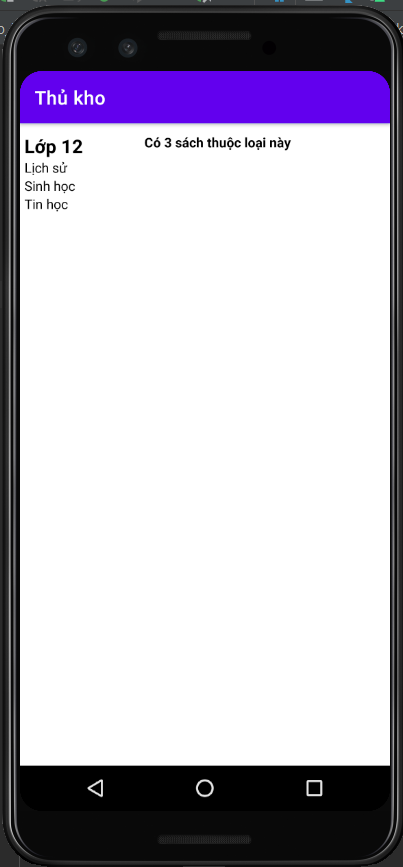 Thủ kho
Lớp 12
Có 3 sách thuộc loại này
Lịch sử
Sinh học
Tin học